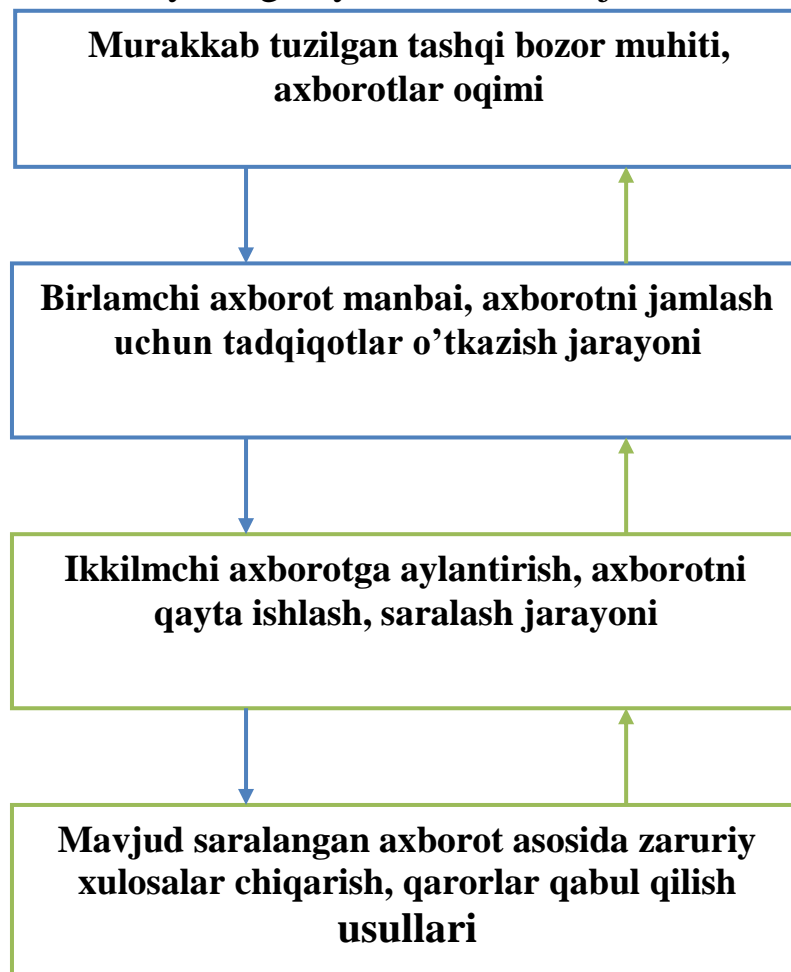 Murakkab tuzilgan tashqi bozor muhiti,
axborotlar oqimi
Birlamchi axborot manbai, axborotni jamlash
uchun tadqiqotlar o’tkazish jarayoni
Ikkilmchi axborotga aylantirish, axborotni
qayta ishlash, saralash jarayoni
Mavjud saralangan axborot asosida zaruriy
xulosalar chiqarish, qarorlar qabul qilish
usullari